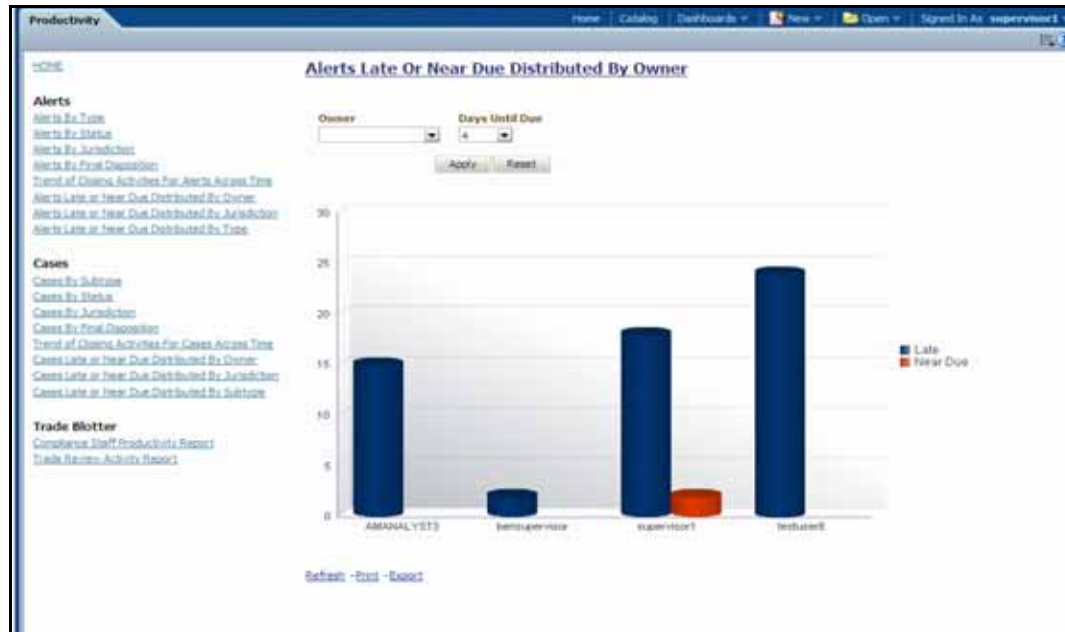 Productivity
Home Catalog Dashboards New Open Signed In As supervisor1
HOME
Alerts Late Or Near Due Distributed By Owner
Alerts
Alerts By Type
Alerts By Status
Alerts By Jurisdiction
Alerts By Final Disposition
Trend of Closing Activities For Alerts Across Time
Alerts Late or Near Due Distributed By Owner
Alerts Late or Near Due Distributed By Jurisdiction
Alerts Late or Near Due Distributed By Type
Cases
Cases By Subtype
Cases By Status
Cases By Jurisdiction
Cases By Final Disposition
Trend of Closing Activities For Cases Across Time
Cases Late or Near Due Distributed By Owner
Cases Late or Near Due Distributed By Jurisdiction
Cases Late or Near Due Distributed By Subtype
Trade Blotter
Compliance Staff Productivity Report
Trade Review Activity Report
Owner Days Until Due
4
Apply Reset
30
25
20
15
10
5
0
AMANALYST3 bensupervisor supervisor1
Late
Near Due
Refresh - Print - Export